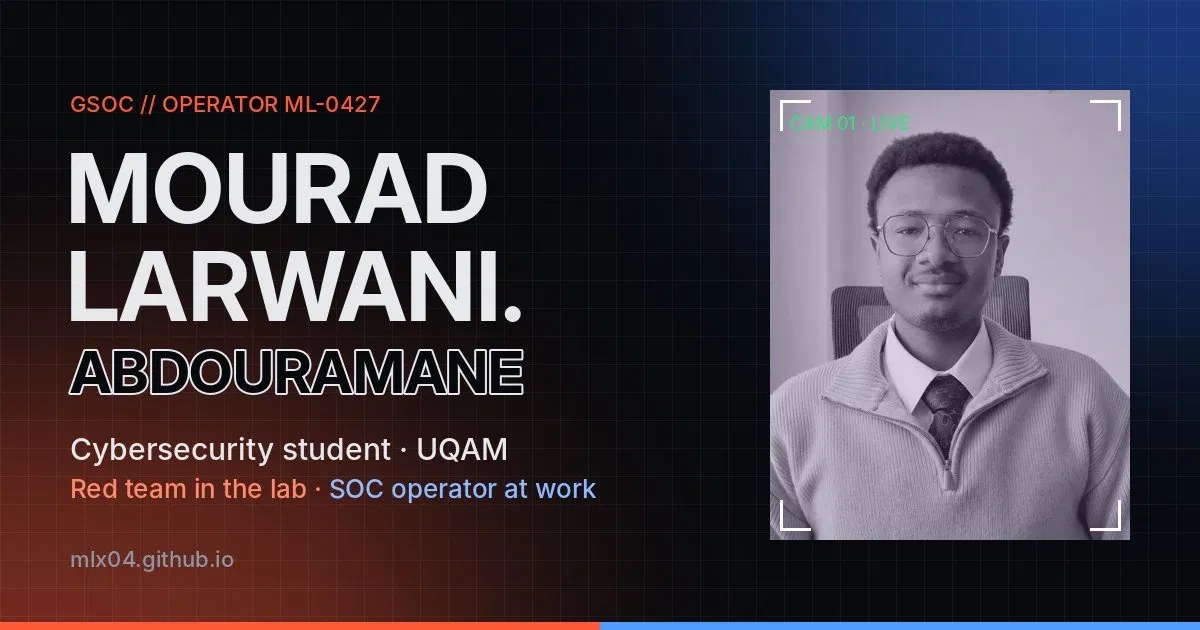 GSOC // OPERATOR ML-0427
MOURAD
LARWANI.
ABDOURAMANE
Cybersecurity student · UQAM
Red team in the lab · SOC operator at work
mlx04.github.io
CAM 01 · LIVE